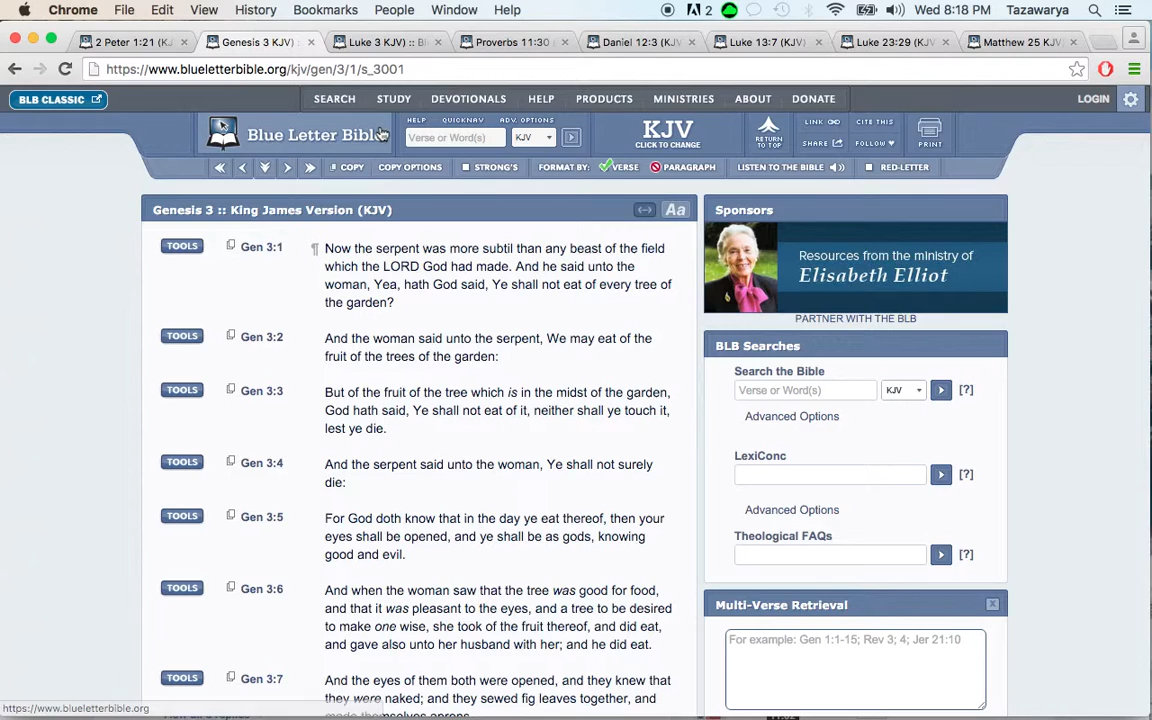 Chrome File Edit View History Bookmarks People Window Help 2 Wed 8:18 PM Tazawarya
2 Peter 1:21 (KJV Genesis 3 KJV) :: Luke 3 KJV) :: Bl Proverbs 11:30 Daniel 12:3 (KJV Luke 13:7 (KJV) Luke 23:29 (KJV Matthew 25 KJV
https://www.blueletterbible.org/kjv/gen/3/1/s_3001
BLB CLASSIC SEARCH STUDY DEVOTIONALS HELP PRODUCTS MINISTRIES ABOUT DONATE LOGIN
Blue Letter Bible
HELP QUICKNAV ADV. OPTIONS
Verse or Word(s) KJV
KJV
CLICK TO CHANGE
RETURN
TO TOP
LINK CITE THIS
SHARE FOLLOW
PRINT
COPY COPY OPTIONS STRONG'S FORMAT BY: VERSE PARAGRAPH LISTEN TO THE BIBLE RED-LETTER
Genesis 3 :: King James Version (KJV) Aa
TOOLS Gen 3:1 ¶ Now the serpent was more subtil than any beast of the field
which the LORD God had made. And he said unto the
woman, Yea, hath God said, Ye shall not eat of every tree of
the garden?
TOOLS Gen 3:2 And the woman said unto the serpent, We may eat of the
fruit of the trees of the garden:
TOOLS Gen 3:3 But of the fruit of the tree which is in the midst of the garden,
God hath said, Ye shall not eat of it, neither shall ye touch it,
lest ye die.
TOOLS Gen 3:4 And the serpent said unto the woman, Ye shall not surely
die:
TOOLS Gen 3:5 For God doth know that in the day ye eat thereof, then your
eyes shall be opened, and ye shall be as gods, knowing
good and evil.
TOOLS Gen 3:6 And when the woman saw that the tree was good for food,
and that it was pleasant to the eyes, and a tree to be desired
to make one wise, she took of the fruit thereof, and did eat,
and gave also unto her husband with her; and he did eat.
TOOLS Gen 3:7 And the eyes of them both were opened, and they knew that
they were naked; and they sewed fig leaves together, and
made themselves aprons.
Sponsors
Resources from the ministry of
Elisabeth Elliot
PARTNER WITH THE BLB
BLB Searches
Search the Bible
Verse or Word(s) KJV [?]
Advanced Options
LexiConc
[?]
Advanced Options
Theological FAQs
[?]
Multi-Verse Retrieval x
For example: Gen 1:1-15; Rev 3; 4; Jer 21:10
https://www.blueletterbible.org